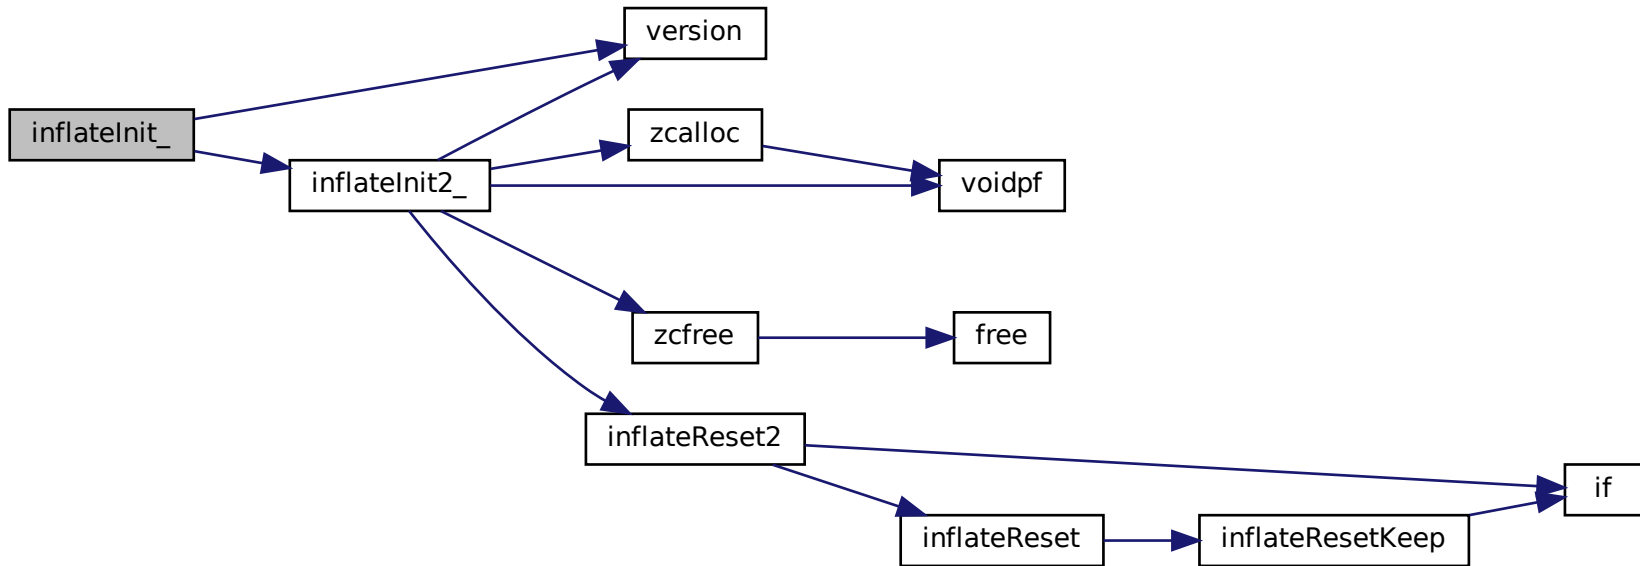 version
inflateInit_
zcalloc
inflateInit2_
voidpf
zcfree
free
inflateReset2
if
inflateReset
inflateResetKeep